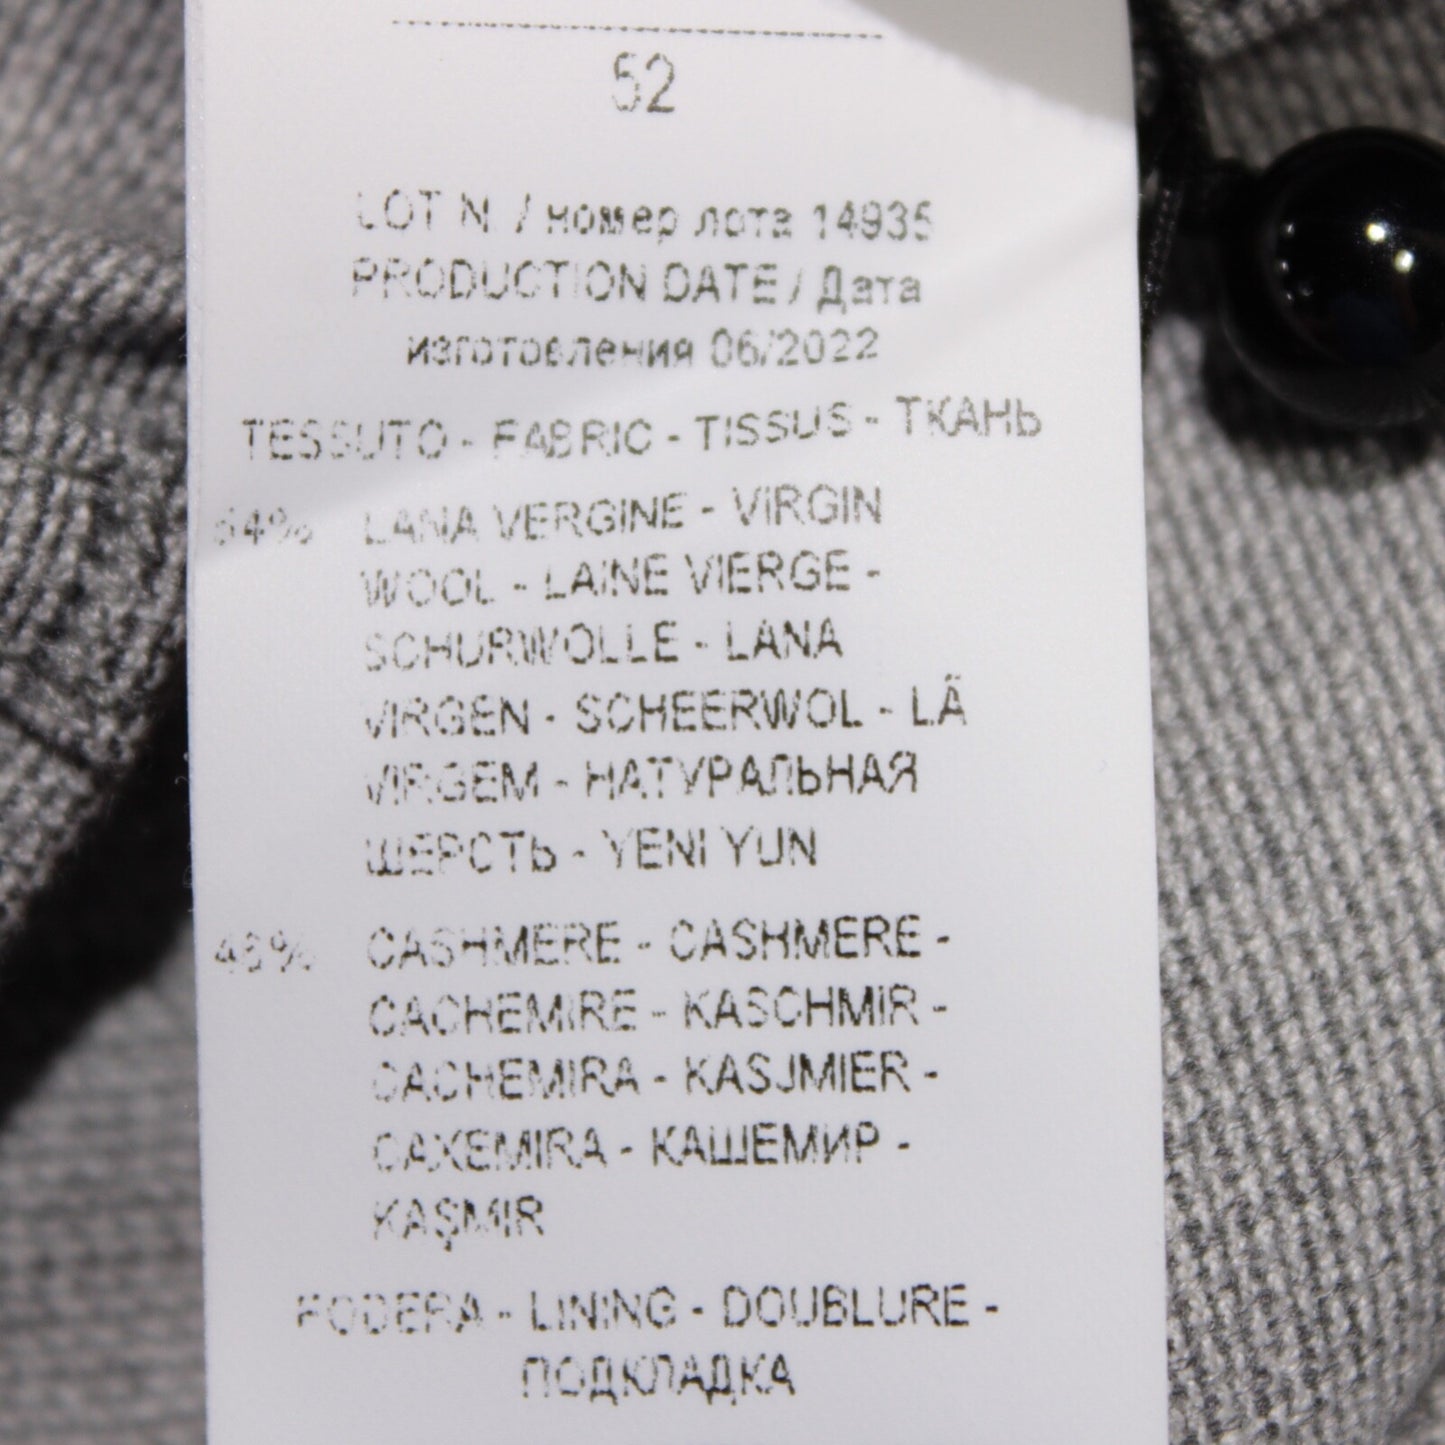 52
LOT N. / номер лота 14935
PRODUCTION DATE / Дата
изготовления 06/2022
TESSUTO - FABRIC - TISSUS - ТКАНЬ
54% LANA VERGINE - VIRGIN
WOOL - LAINE VIERGE -
SCHURWOLLE - LANA
VIRGEN - SCHEERWOL - LÃ
VIRGEM - НАТУРАЛЬНАЯ
ШЕРСТЬ - YENI YUN
46% CASHMERE - CASHMERE -
CACHEMIRE - KASCHMIR -
CACHEMIRA - KASJMIER -
CAXEMIRA - КАШЕМИР -
KAŞMIR
FODERA - LINING - DOUBLURE -
ПОДКЛАДКА